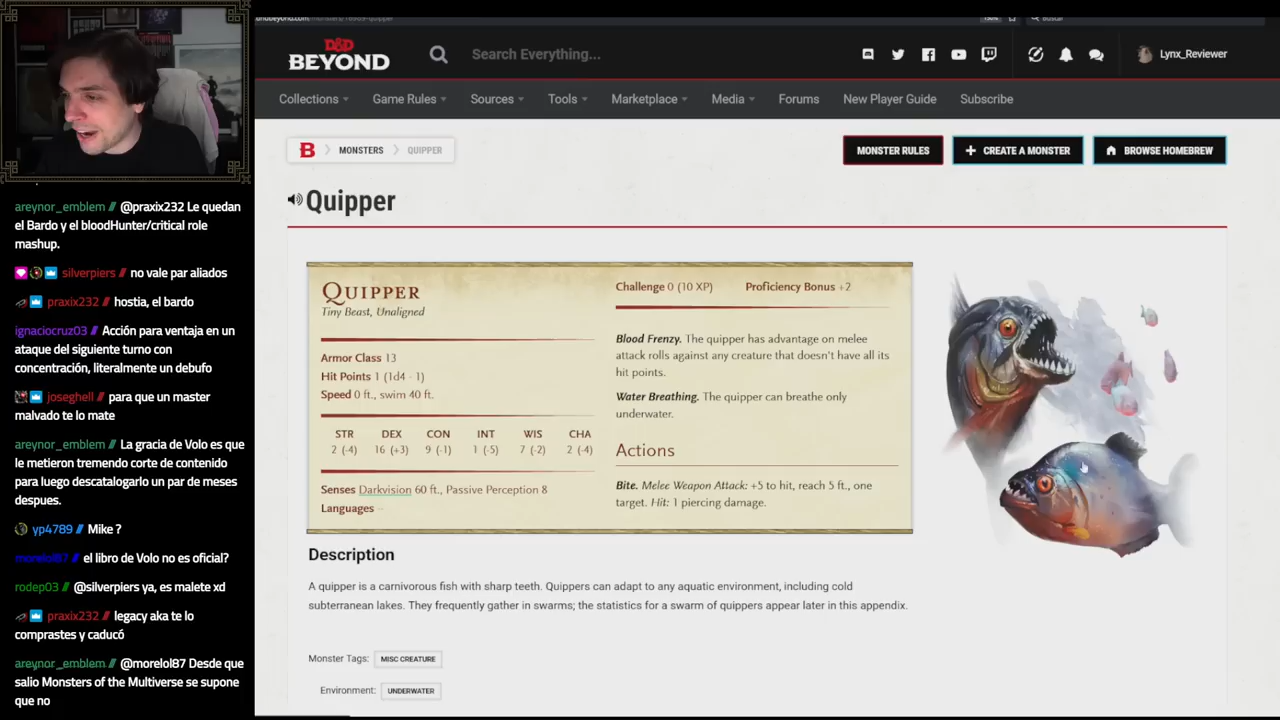 areynor_emblem // @praxix232 Le quedan
el Bardo y el bloodHunter/critical role
mashup.
silverpiers // no vale par aliados
praxix232 // hostia, el bardo
ignaciocruz03 // Acción para ventaja en un
ataque del siguiente turno con
concentración, literalmente un debufo
joseghell // para que un master
malvado te lo mate
areynor_emblem // La gracia de Volo es que
le metieron tremendo corte de contenido
para luego descatalogarlo un par de meses
despues.
yp4789 // Mike ?
morelol87 // el libro de Volo no es oficial?
rodep03 // @silverpiers ya, es malete xd
praxix232 // legacy aka te lo
comprastes y caducó
areynor_emblem // @morelol87 Desde que
salio Monsters of the Multiverse se supone
que no
D&D
BEYOND
Search Everything...
Lynx_Reviewer
Collections Game Rules Sources Tools Marketplace Media Forums New Player Guide Subscribe
B MONSTERS QUIPPER
MONSTER RULES
+ CREATE A MONSTER
BROWSE HOMEBREW
Quipper
QUIPPER
Tiny Beast, Unaligned
Armor Class 13
Hit Points 1 (1d4 - 1)
Speed 0 ft., swim 40 ft.
STR DEX CON INT WIS CHA
2 (-4) 16 (+3) 9 (-1) 1 (-5) 7 (-2) 2 (-4)
Senses Darkvision 60 ft., Passive Perception 8
Languages --
Challenge 0 (10 XP) Proficiency Bonus +2
Blood Frenzy. The quipper has advantage on melee
attack rolls against any creature that doesn't have all its
hit points.
Water Breathing. The quipper can breathe only
underwater.
Actions
Bite. Melee Weapon Attack: +5 to hit, reach 5 ft., one
target. Hit: 1 piercing damage.
Description
A quipper is a carnivorous fish with sharp teeth. Quippers can adapt to any aquatic environment, including cold
subterranean lakes. They frequently gather in swarms; the statistics for a swarm of quippers appear later in this appendix.
Monster Tags: MISC CREATURE
Environment: UNDERWATER